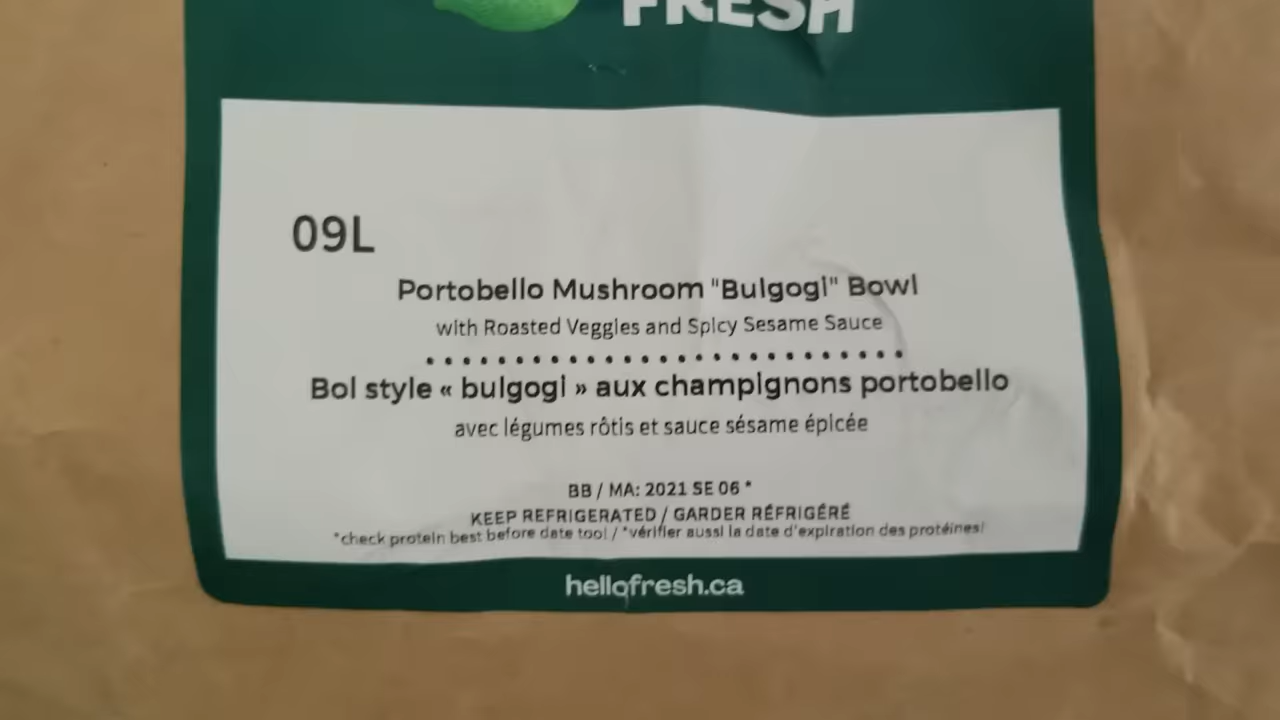 FRESH
09L
Portobello Mushroom "Bulgogi" Bowl
with Roasted Veggies and Spicy Sesame Sauce
Bol style « bulgogi » aux champignons portobello
avec légumes rôtis et sauce sésame épicée
BB / MA: 2021 SE 06 *
KEEP REFRIGERATED / GARDER RÉFRIGÉRÉ
*check protein best before date too! / *vérifier aussi la date d'expiration des protéines!
hellofresh.ca